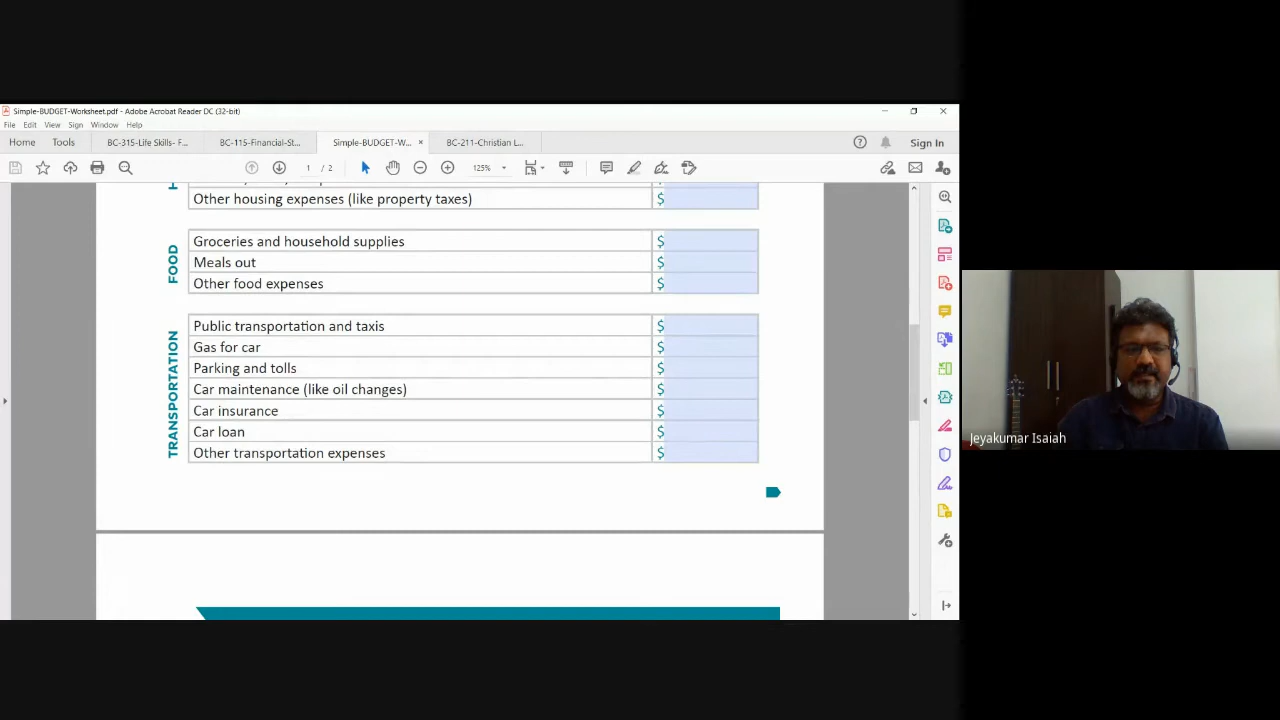 Simple-BUDGET-Worksheet.pdf - Adobe Acrobat Reader DC (32-bit)
File Edit View Sign Window Help
Home Tools BC-315-Life Skills- F... BC-115-Financial-St... Simple-BUDGET-W... × BC-211-Christian L... Sign In
1 / 2 125%
Other housing expenses (like property taxes) $
FOOD
Groceries and household supplies $
Meals out $
Other food expenses $
TRANSPORTATION
Public transportation and taxis $
Gas for car $
Parking and tolls $
Car maintenance (like oil changes) $
Car insurance $
Car loan $
Other transportation expenses $
Jeyakumar Isaiah